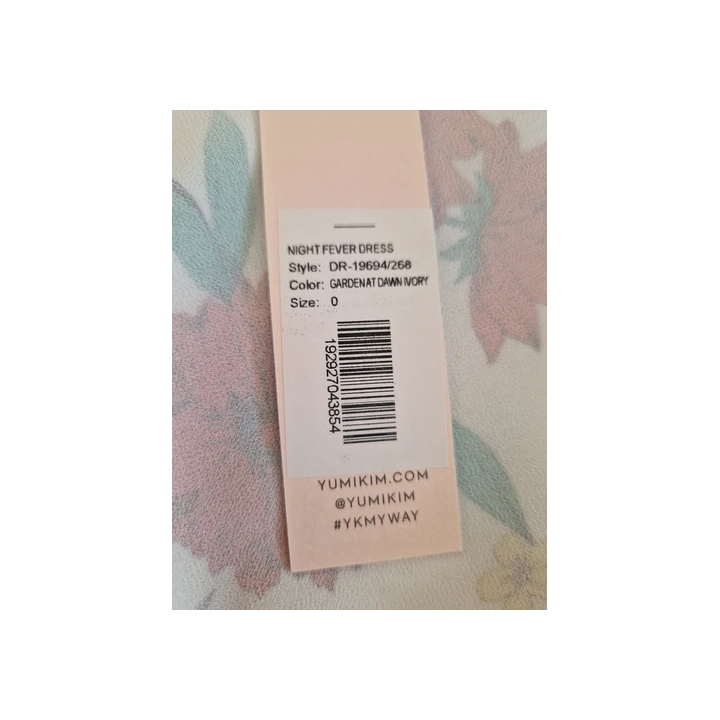 NIGHT FEVER DRESS
Style: DR-19694/268
Color: GARDEN AT DAWN IVORY
Size: 0
192927043854
YUMIKIM.COM
@YUMIKIM
#YKMYWAY